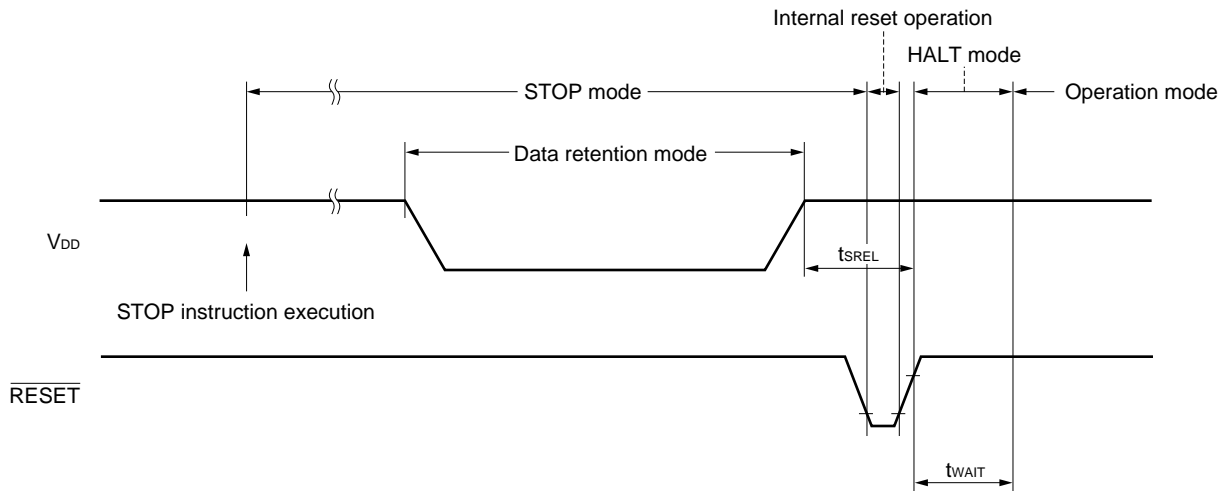 Internal reset operation
HALT mode
STOP mode
Operation mode
Data retention mode
VDD
tSREL
STOP instruction execution
RESET
tWAIT